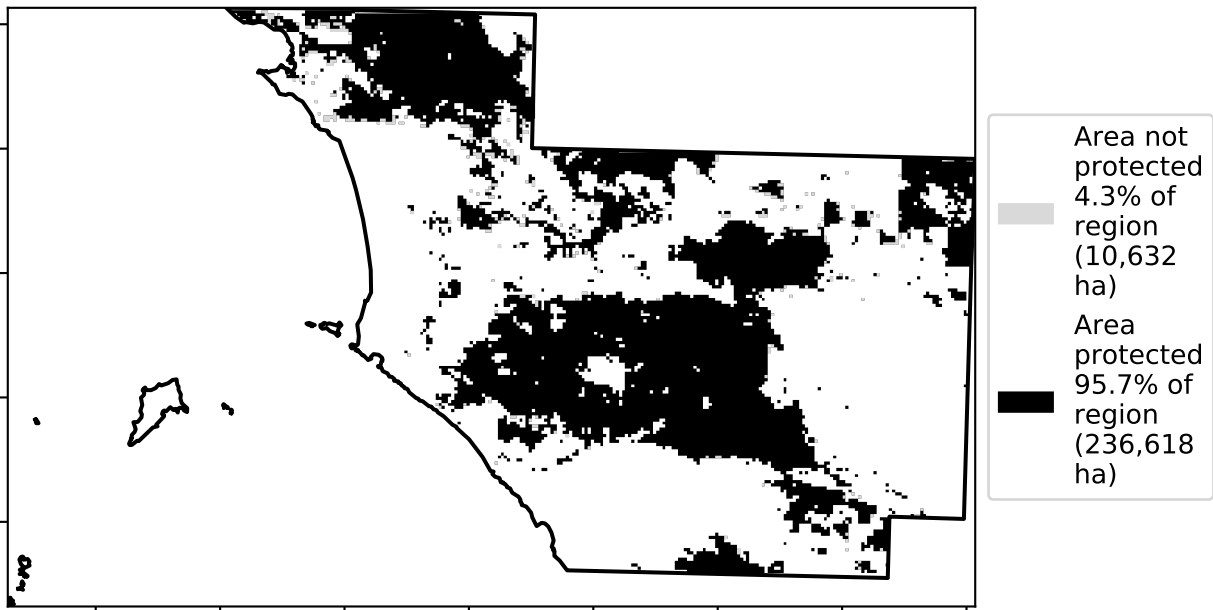 Area not
protected
4.3% of
region
(10,632
ha)
Area
protected
95.7% of
region
(236,618
ha)